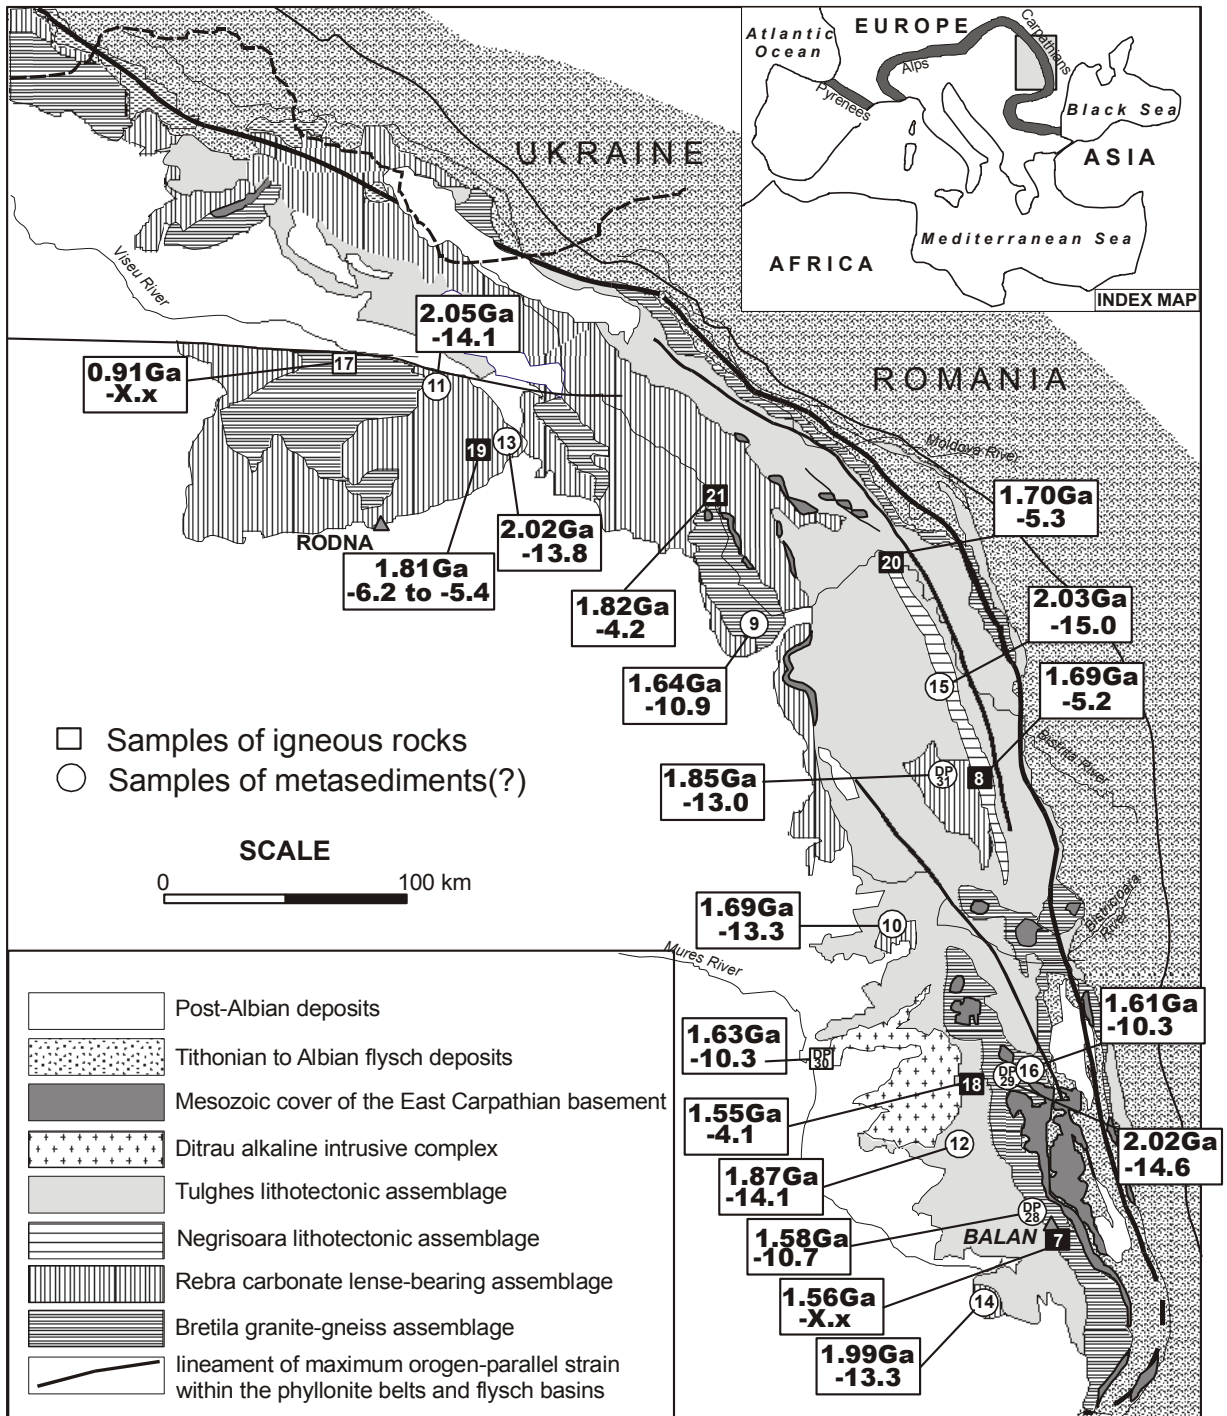 EUROPE
Atlantic
Ocean
Alps
Carpathians
Pyrenees
Black Sea
ASIA
Mediterranean Sea
AFRICA
INDEX MAP
UKRAINE
ROMANIA
Viseu River
2.05Ga
-14.1
0.91Ga
-X.x
17
11
19
13
RODNA
1.81Ga
-6.2 to -5.4
2.02Ga
-13.8
21
1.82Ga
-4.2
9
1.64Ga
-10.9
Moldova River
1.70Ga
-5.3
20
2.03Ga
-15.0
15
1.69Ga
-5.2
Bistrita River
1.85Ga
-13.0
DP
31
8
Samples of igneous rocks
Samples of metasediments(?)
SCALE
0
100 km
1.69Ga
-13.3
10
Mures River
1.61Ga
-10.3
1.63Ga
-10.3
DP
30
DP
29
16
18
1.55Ga
-4.1
12
2.02Ga
-14.6
1.87Ga
-14.1
DP
28
1.58Ga
-10.7
BALAN
7
1.56Ga
-X.x
14
1.99Ga
-13.3
Post-Albian deposits
Tithonian to Albian flysch deposits
Mesozoic cover of the East Carpathian basement
Ditrau alkaline intrusive complex
Tulghes lithotectonic assemblage
Negrisoara lithotectonic assemblage
Rebra carbonate lense-bearing assemblage
Bretila granite-gneiss assemblage
lineament of maximum orogen-parallel strain
within the phyllonite belts and flysch basins